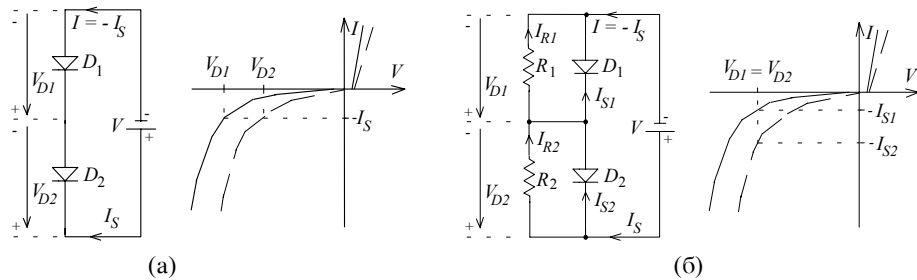 I = -I_S
V_D1
D_1
V
V_D2
D_2
I_S
I
V
V_D1 V_D2
-I_S
(а)
I = -I_S
I_R1
V_D1
R_1
D_1
I_S1
V
I_R2
V_D2
R_2
D_2
I_S2
I_S
I
V
V_D1 = V_D2
-I_S1
-I_S2
(б)